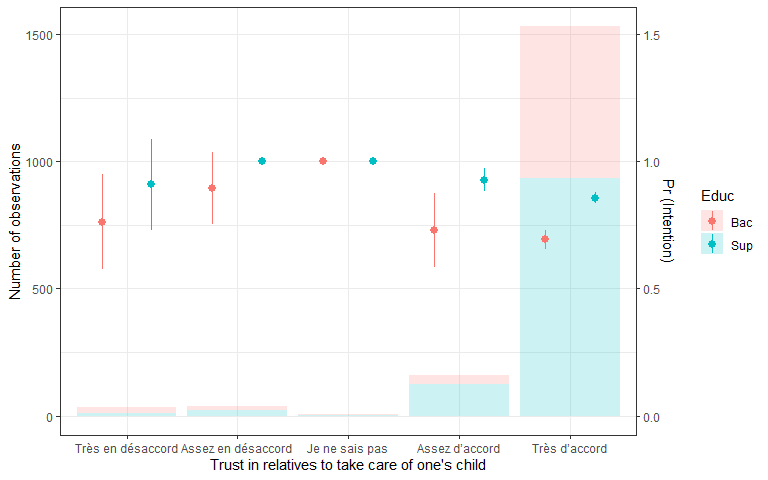 1500
1000
500
0
Number of observations
1.5
1.0
0.5
0.0
Pr (Intention)
Educ
Bac
Sup
Très en désaccord Assez en désaccord Je ne sais pas Assez d'accord Très d'accord
Trust in relatives to take care of one's child